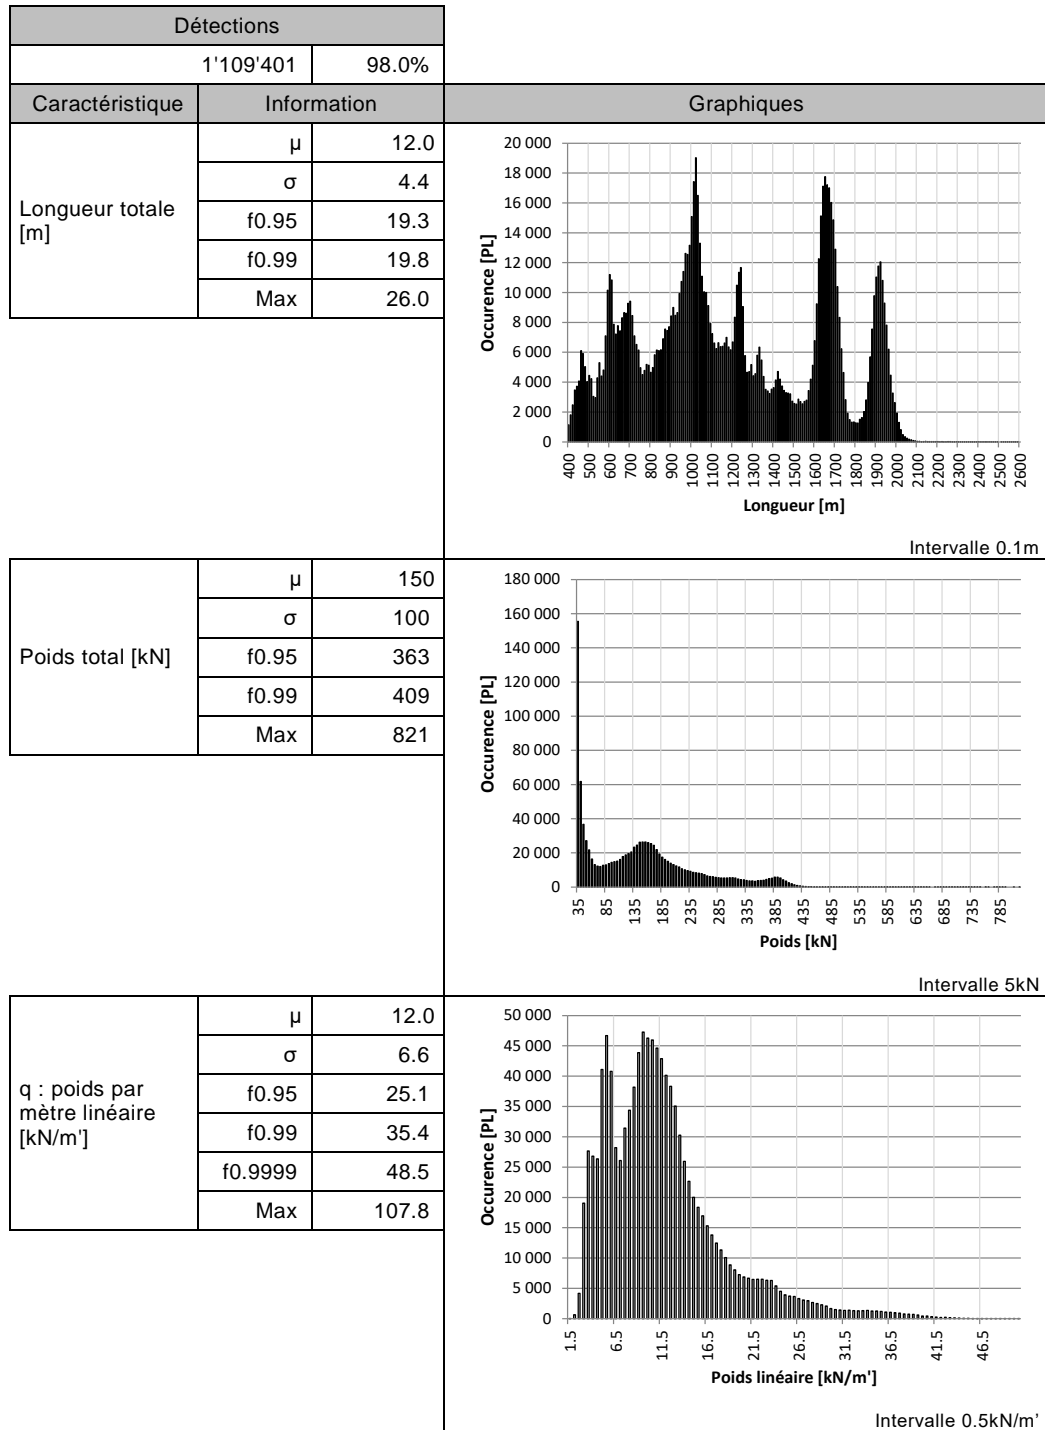 Détections
1'109'401 98.0%
Caractéristique Information Graphiques
Longueur totale
[m]
µ 12.0
σ 4.4
f0.95 19.3
f0.99 19.8
Max 26.0
20 000
18 000
16 000
14 000
12 000
10 000
8 000
6 000
4 000
2 000
0
Occurence [PL]
400 500 600 700 800 900 1000 1100 1200 1300 1400 1500 1600 1700 1800 1900 2000 2100 2200 2300 2400 2500 2600
Longueur [m]
Intervalle 0.1m
Poids total [kN]
µ 150
σ 100
f0.95 363
f0.99 409
Max 821
180 000
160 000
140 000
120 000
100 000
80 000
60 000
40 000
20 000
0
Occurence [PL]
35 85 135 185 235 285 335 385 435 485 535 585 635 685 735 785
Poids [kN]
Intervalle 5kN
q : poids par
mètre linéaire
[kN/m']
µ 12.0
σ 6.6
f0.95 25.1
f0.99 35.4
f0.9999 48.5
Max 107.8
50 000
45 000
40 000
35 000
30 000
25 000
20 000
15 000
10 000
5 000
0
Occurence [PL]
1.5 6.5 11.5 16.5 21.5 26.5 31.5 36.5 41.5 46.5
Poids linéaire [kN/m']
Intervalle 0.5kN/m’